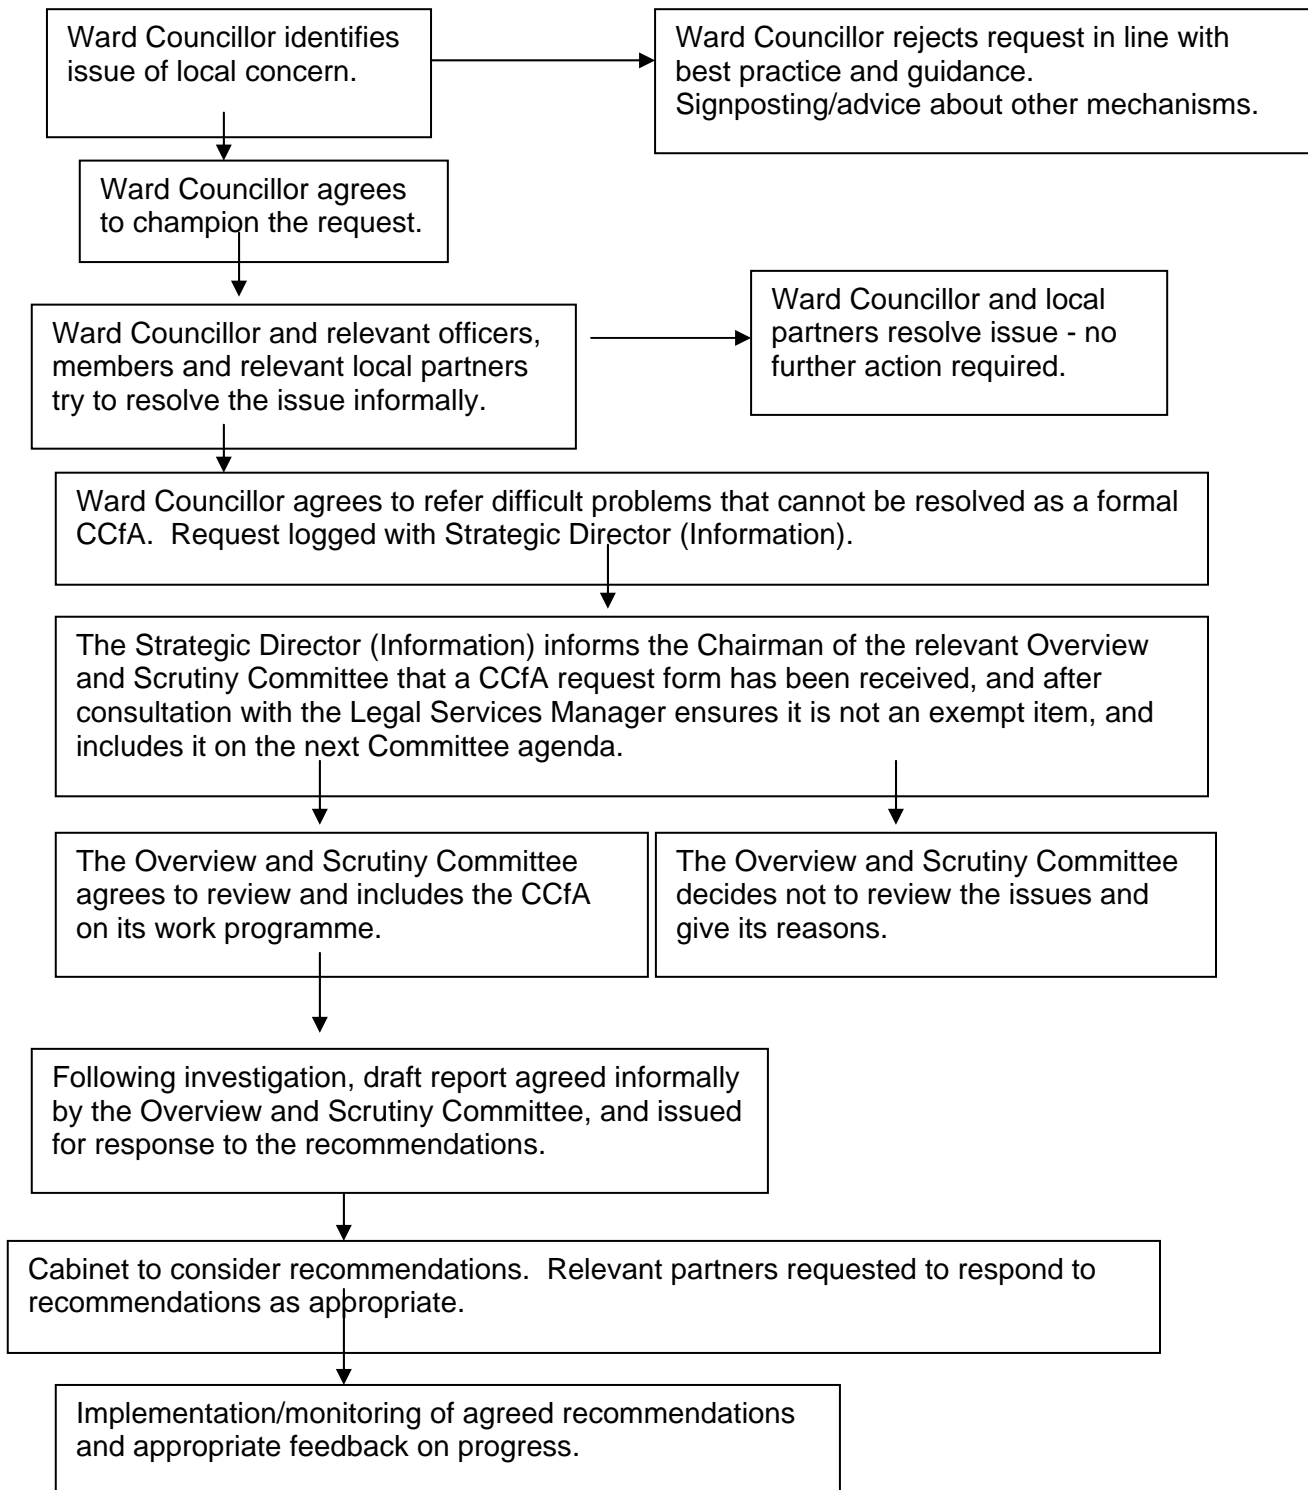 Ward Councillor identifies
issue of local concern.
Ward Councillor rejects request in line with
best practice and guidance.
Signposting/advice about other mechanisms.
Ward Councillor agrees
to champion the request.
Ward Councillor and relevant officers,
members and relevant local partners
try to resolve the issue informally.
Ward Councillor and local
partners resolve issue - no
further action required.
Ward Councillor agrees to refer difficult problems that cannot be resolved as a formal
CCfA.  Request logged with Strategic Director (Information).
The Strategic Director (Information) informs the Chairman of the relevant Overview
and Scrutiny Committee that a CCfA request form has been received, and after
consultation with the Legal Services Manager ensures it is not an exempt item, and
includes it on the next Committee agenda.
The Overview and Scrutiny Committee
agrees to review and includes the CCfA
on its work programme.
The Overview and Scrutiny Committee
decides not to review the issues and
give its reasons.
Following investigation, draft report agreed informally
by the Overview and Scrutiny Committee, and issued
for response to the recommendations.
Cabinet to consider recommendations.  Relevant partners requested to respond to
recommendations as appropriate.
Implementation/monitoring of agreed recommendations
and appropriate feedback on progress.